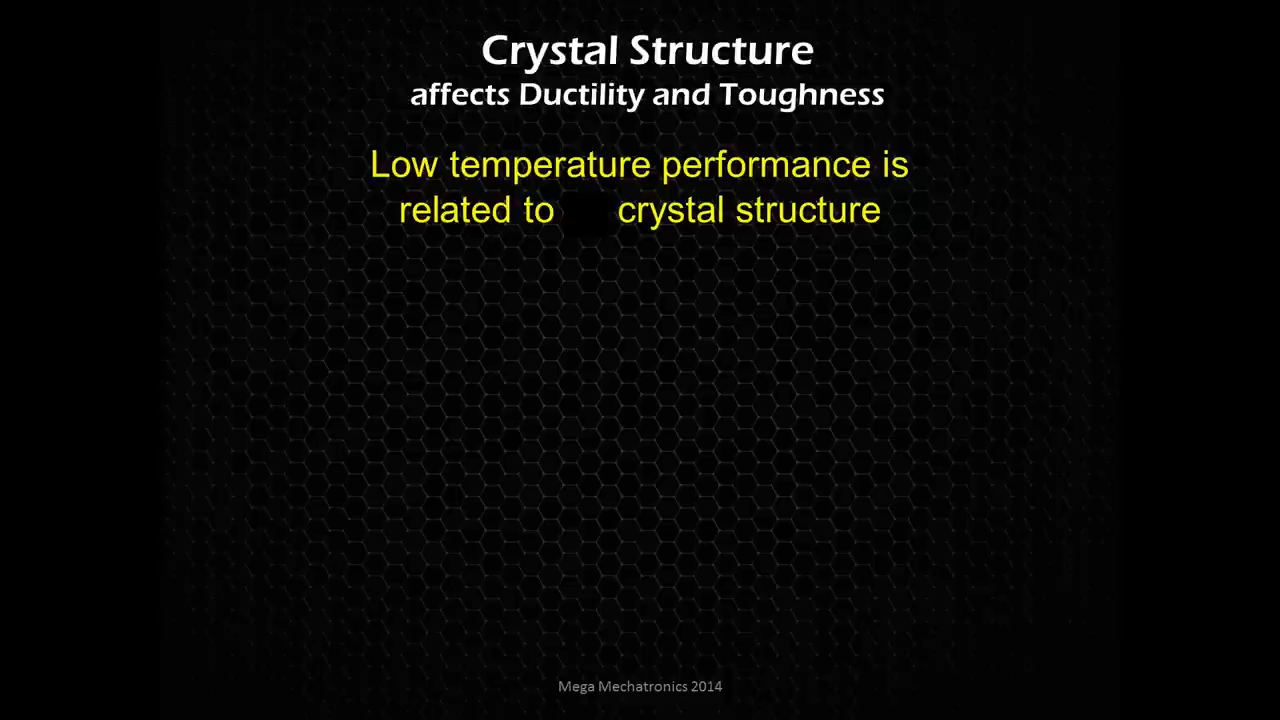 Crystal Structure
affects Ductility and Toughness
Low temperature performance is
related to crystal structure
Mega Mechatronics 2014